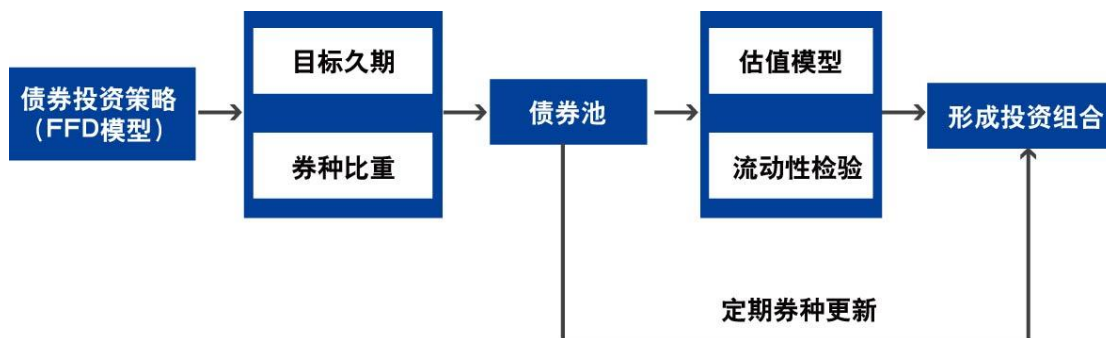 债券投资策略
（FFD模型）
目标久期
券种比重
债券池
估值模型
流动性检验
形成投资组合
定期券种更新